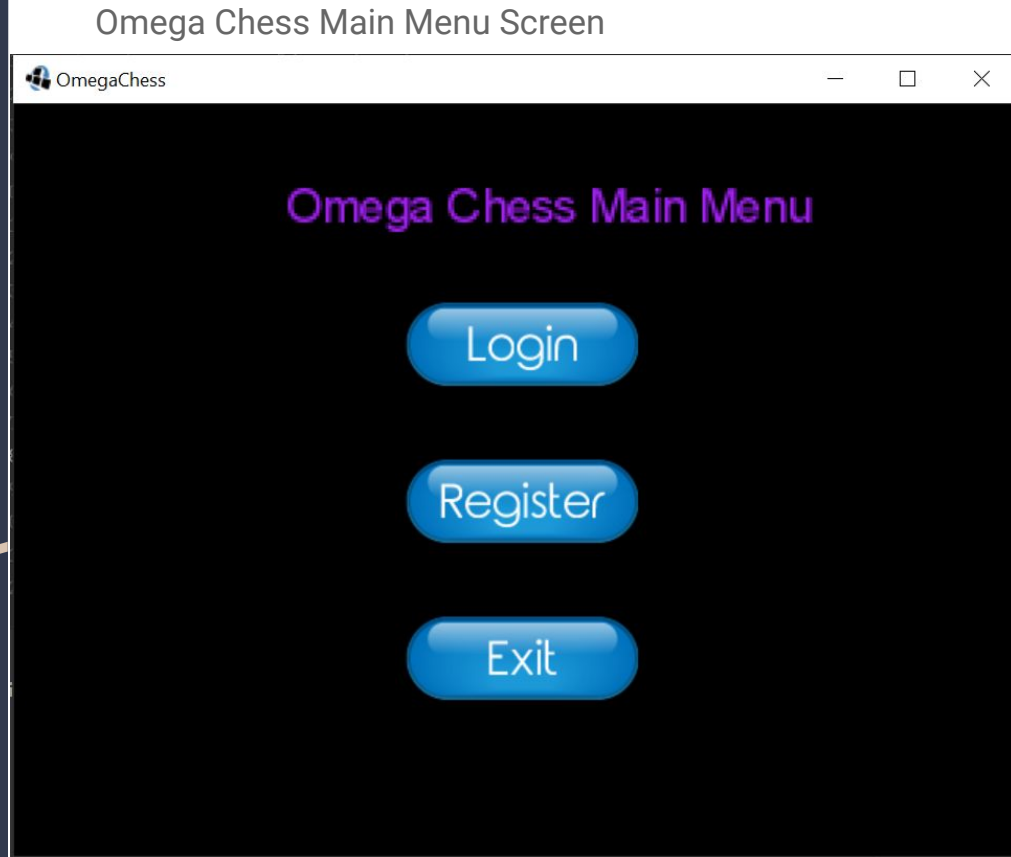 Omega Chess Main Menu Screen
OmegaChess
Omega Chess Main Menu
Login
Register
Exit